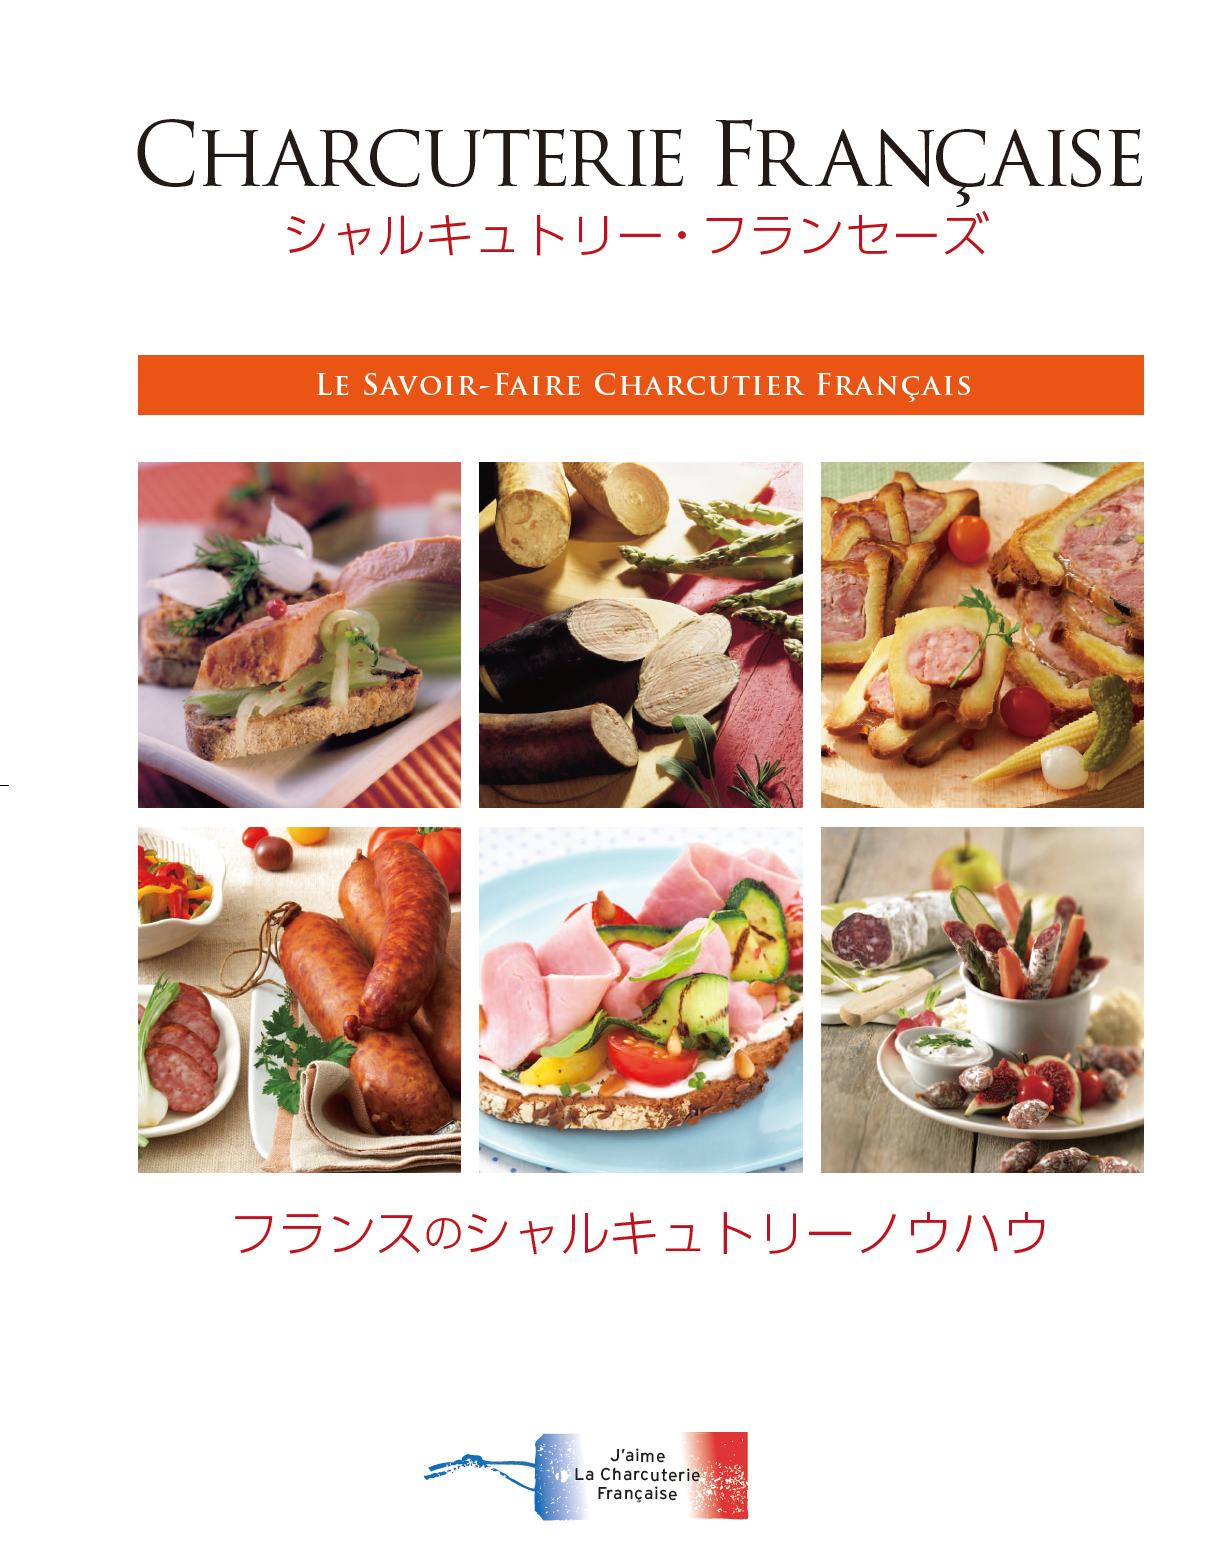 CHARCUTERIE FRANÇAISE
シャルキュトリー・フランセーズ
LE SAVOIR-FAIRE CHARCUTIER FRANÇAIS
フランスのシャルキュトリーノウハウ
J'aime
La Charcuterie
Française